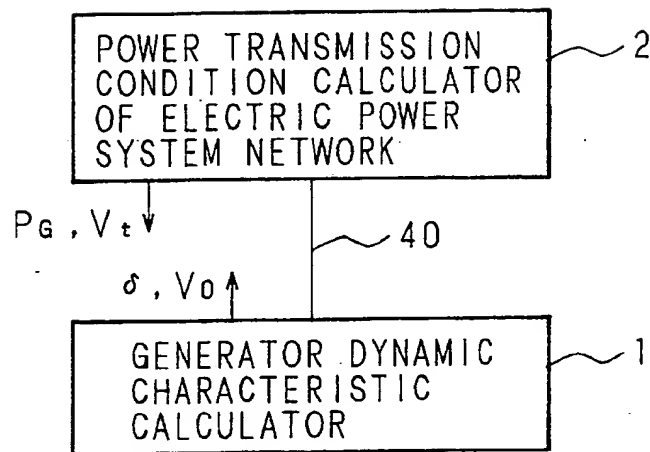 POWER TRANSMISSION
CONDITION CALCULATOR
OF ELECTRIC POWER
SYSTEM NETWORK
2
PG, Vt
40
δ, V0
GENERATOR DYNAMIC
CHARACTERISTIC
CALCULATOR
1